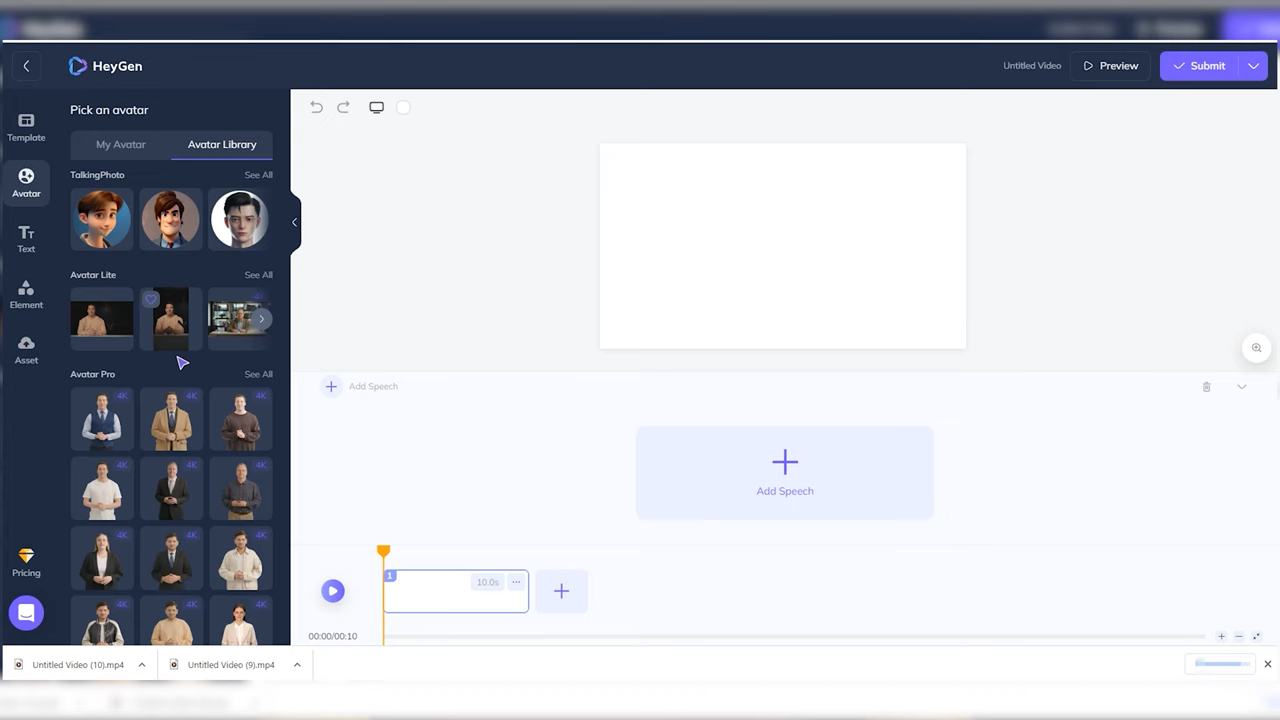 HeyGen
Untitled Video
Preview
Submit
Pick an avatar
My Avatar
Avatar Library
Template
Avatar
Text
Element
Asset
Pricing
TalkingPhoto
See All
Avatar Lite
See All
Avatar Pro
See All
4K
4K
4K
4K
4K
4K
4K
4K
4K
4K
4K
4K
Add Speech
Add Speech
1
10.0s
00:00/00:10
Untitled Video (10).mp4
Untitled Video (9).mp4